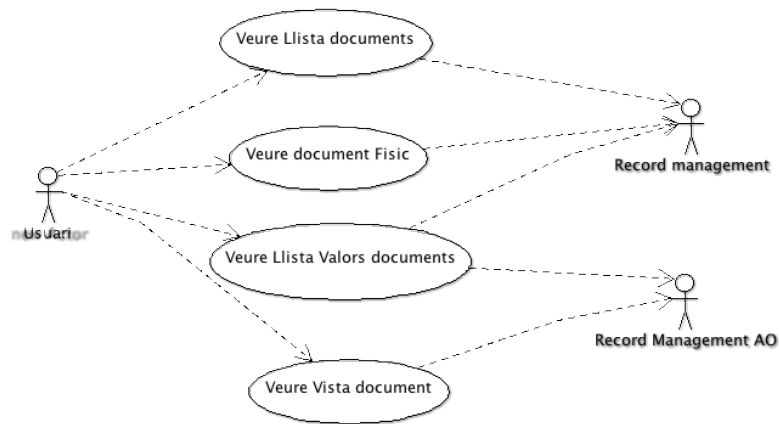 Veure Llista documents
Veure document Fisic
Record management
Usuari
Veure Llista Valors documents
Record Management AO
Veure Vista document